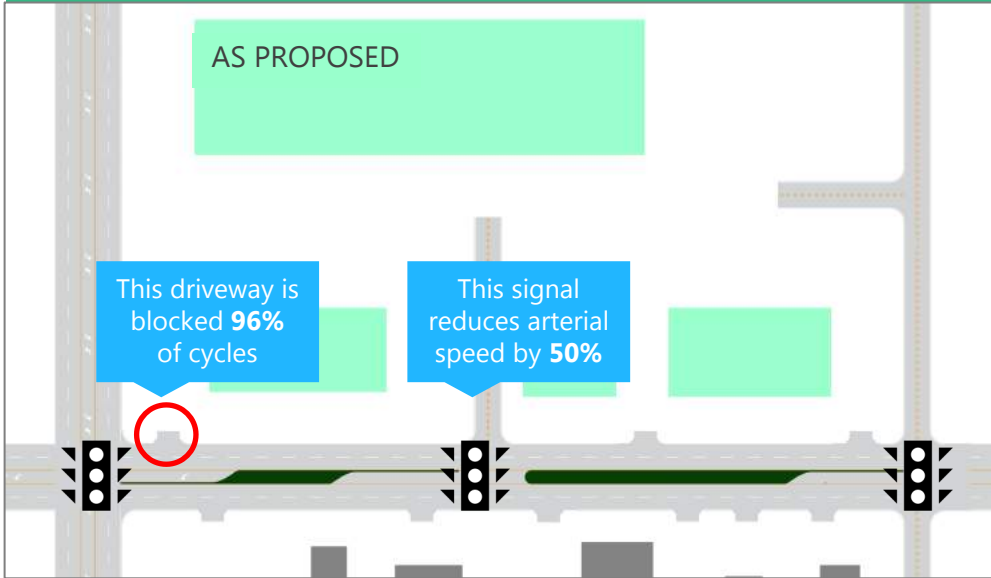 AS PROPOSED
This driveway is
blocked 96%
of cycles
This signal
reduces arterial
speed by 50%